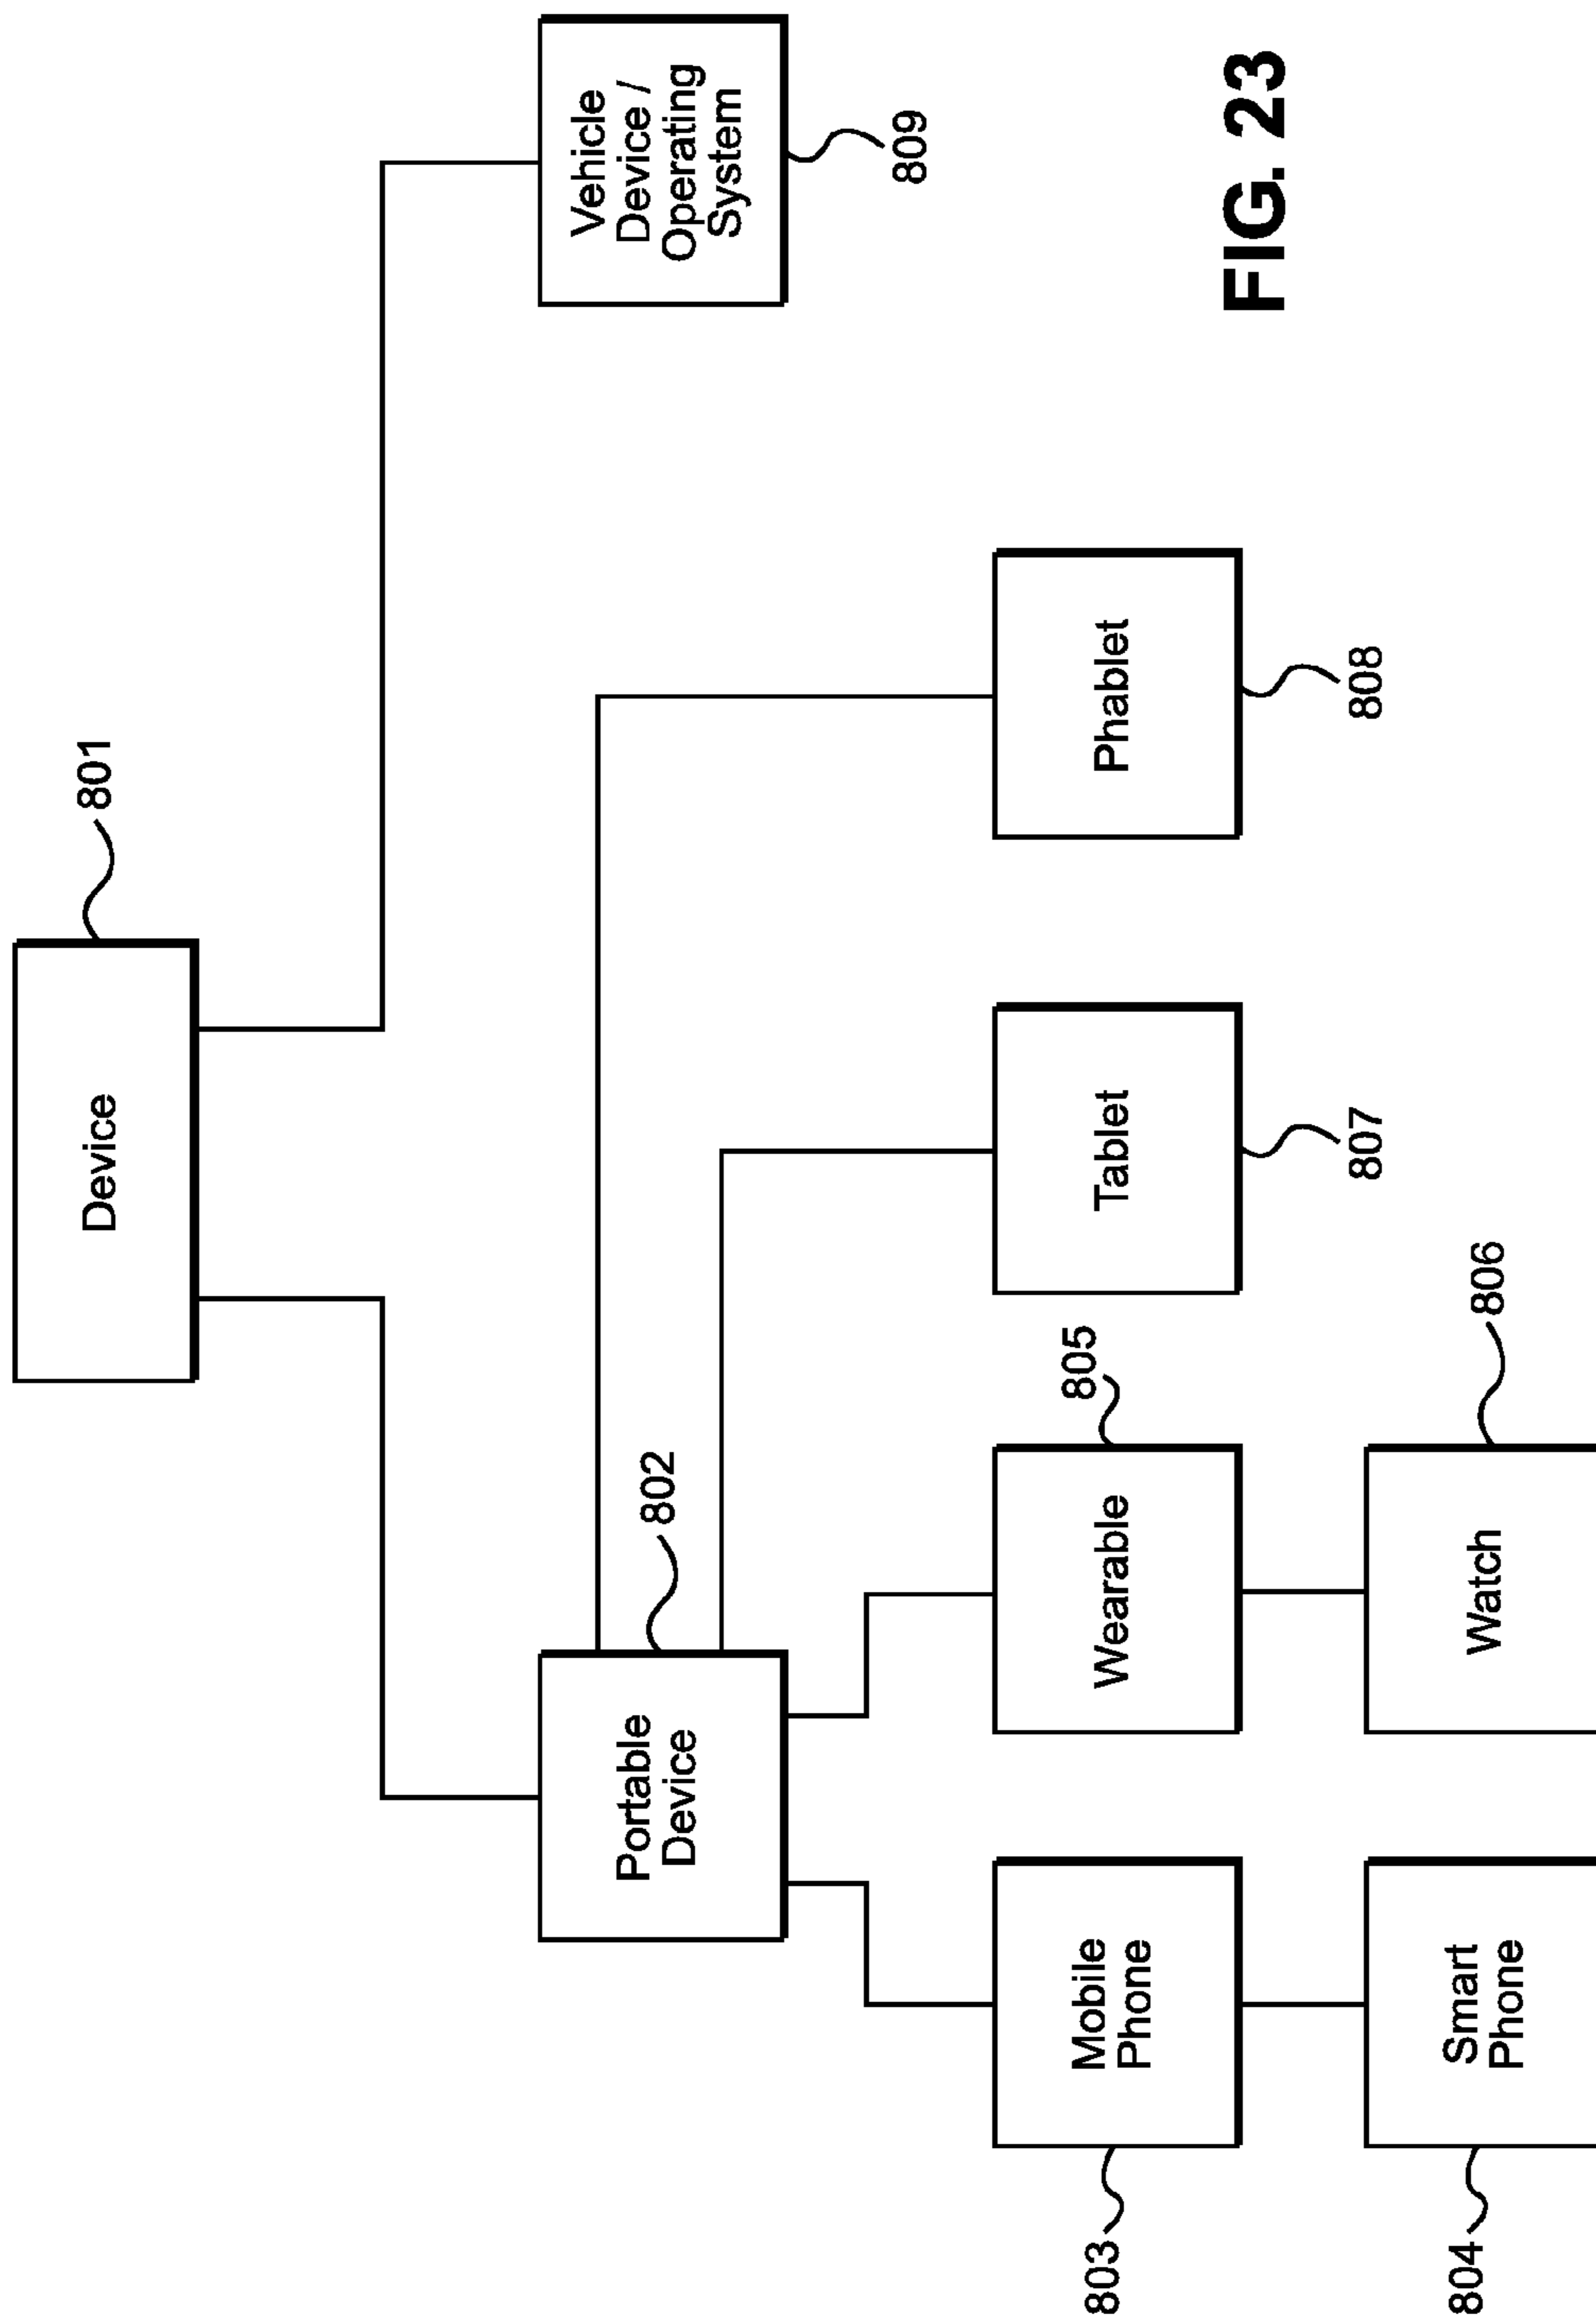 Device
801
Portable
Device
802
Vehicle
Device /
Operating
System
809
Mobile
Phone
803
Wearable
805
Tablet
807
Phablet
808
Smart
Phone
804
Watch
806
FIG. 23